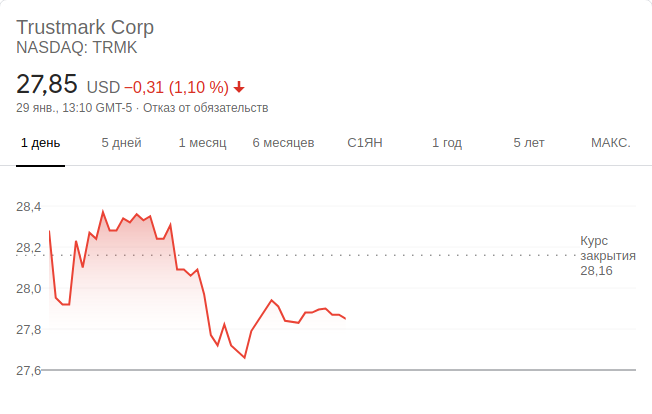 Trustmark Corp
NASDAQ: TRMK
27,85 USD −0,31 (1,10 %)
29 янв., 13:10 GMT-5 · Отказ от обязательств
1 день 5 дней 1 месяц 6 месяцев С1ЯН 1 год 5 лет МАКС.
28,4
28,2
28,0
27,8
27,6
Курс
закрытия
28,16